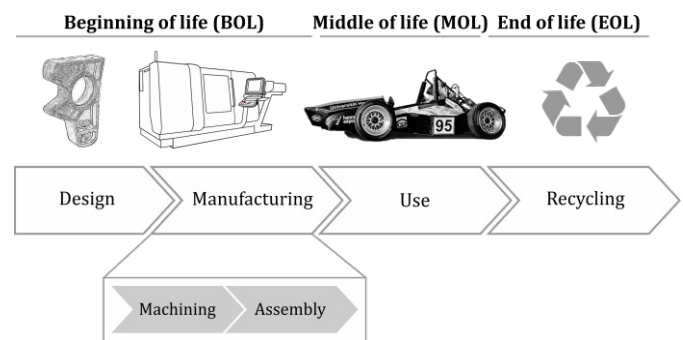 Beginning of life (BOL)
Middle of life (MOL)
End of life (EOL)
95
Design
Manufacturing
Use
Recycling
Machining
Assembly